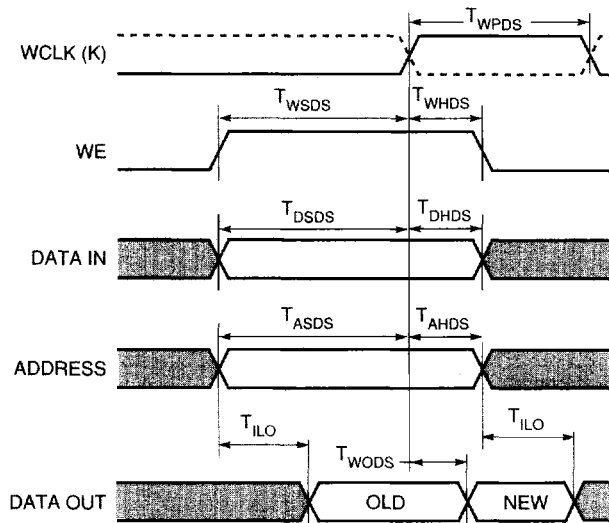 T_WPDS
WCLK (K)
T_WSDS T_WHDS
WE
T_DSDS T_DHDS
DATA IN
T_ASDS T_AHDS
ADDRESS
T_ILO T_ILO
T_WODS
DATA OUT OLD NEW